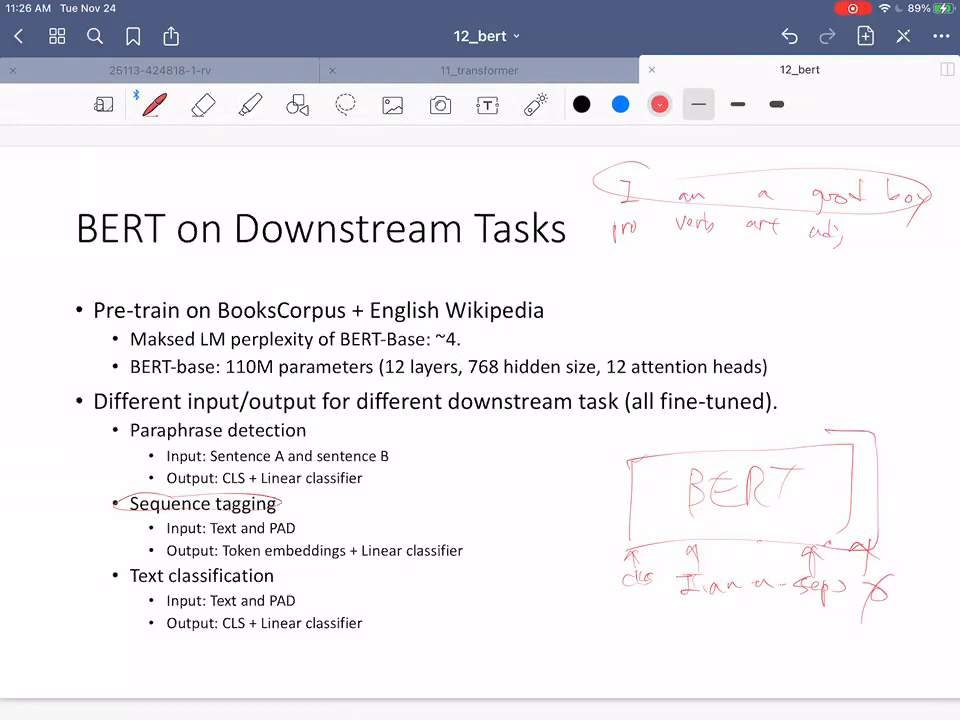 11:26 AM Tue Nov 24
89%
12_bert
25113-424818-1-rv
11_transformer
12_bert
I am a good boy
pro verb art adj
BERT on Downstream Tasks
• Pre-train on BooksCorpus + English Wikipedia
• Maksed LM perplexity of BERT-Base: ~4.
• BERT-base: 110M parameters (12 layers, 768 hidden size, 12 attention heads)
• Different input/output for different downstream task (all fine-tuned).
• Paraphrase detection
• Input: Sentence A and sentence B
• Output: CLS + Linear classifier
• Sequence tagging
• Input: Text and PAD
• Output: Token embeddings + Linear classifier
• Text classification
• Input: Text and PAD
• Output: CLS + Linear classifier
BERT
CLS I am a - Sep